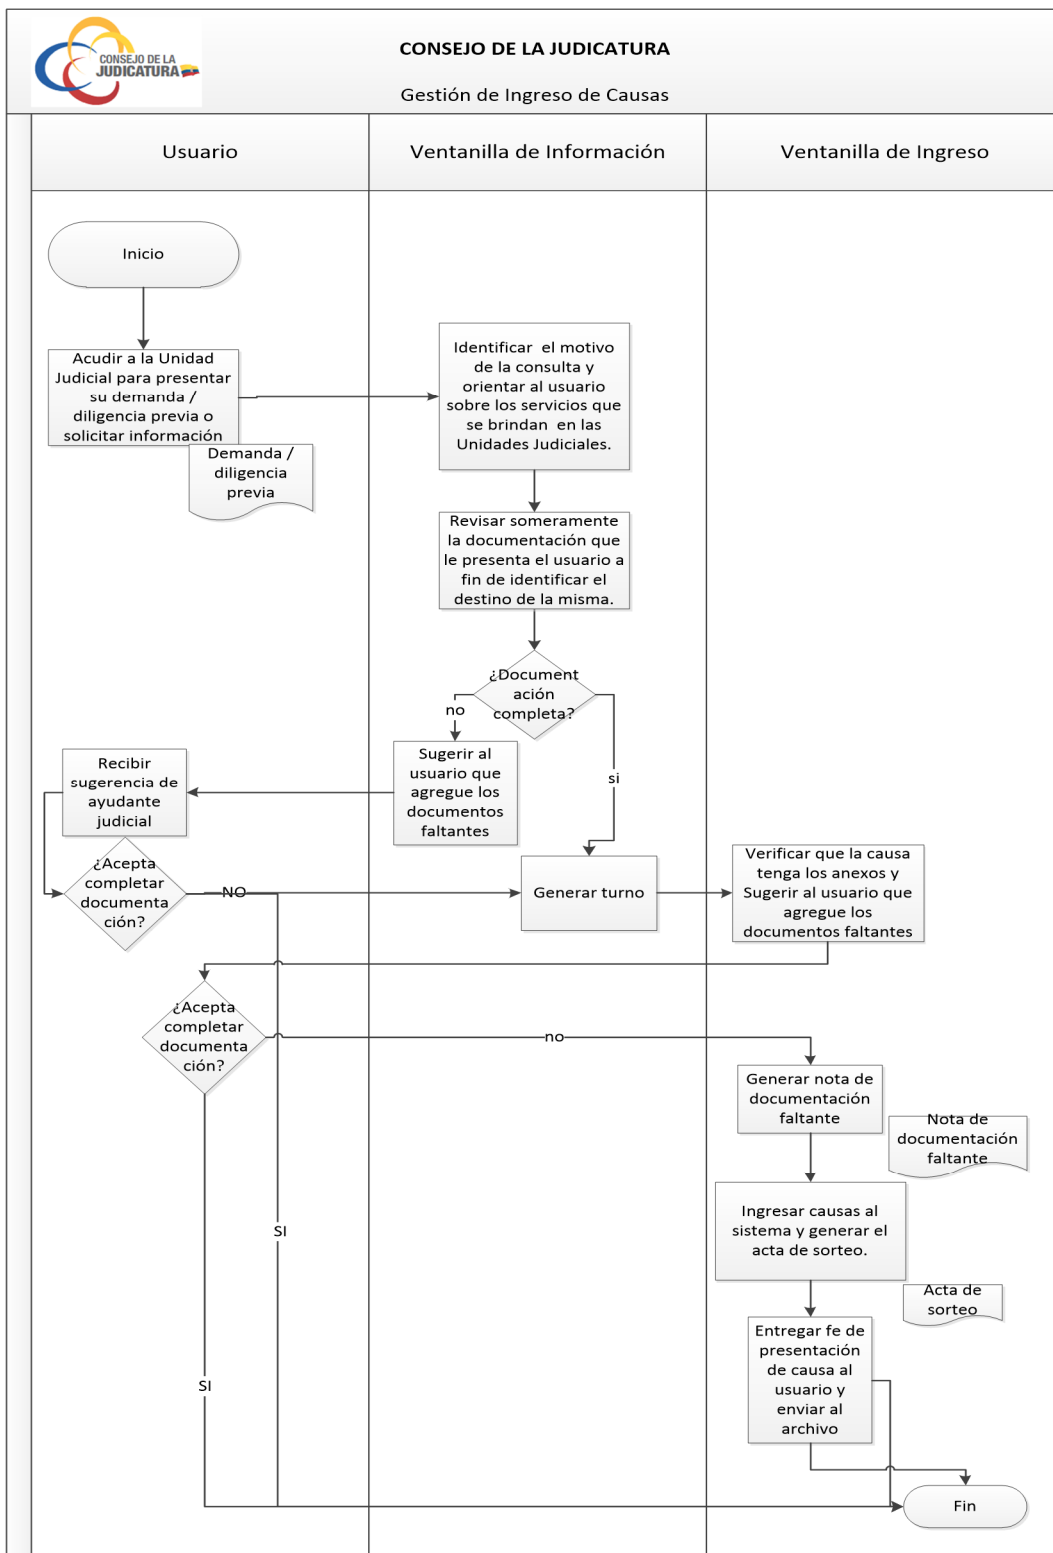 CONSEJO DE LA
JUDICATURA
CONSEJO DE LA JUDICATURA
Gestión de Ingreso de Causas
Usuario
Ventanilla de Información
Ventanilla de Ingreso
Inicio
Acudir a la Unidad
Judicial para presentar
su demanda /
diligencia previa o
solicitar información
Demanda /
diligencia
previa
Identificar el motivo
de la consulta y
orientar al usuario
sobre los servicios que
se brindan en las
Unidades Judiciales.
Revisar someramente
la documentación que
le presenta el usuario a
fin de identificar el
destino de la misma.
¿Document
ación
completa?
no
si
Sugerir al
usuario que
agregue los
documentos
faltantes
Recibir
sugerencia de
ayudante
judicial
¿Acepta
completar
documenta
ción?
NO
Generar turno
Verificar que la causa
tenga los anexos y
Sugerir al usuario que
agregue los
documentos faltantes
¿Acepta
completar
documenta
ción?
no
Generar nota de
documentación
faltante
Nota de
documentación
faltante
Ingresar causas al
sistema y generar el
acta de sorteo.
SI
Acta de
sorteo
Entregar fe de
presentación
de causa al
usuario y
enviar al
archivo
SI
Fin